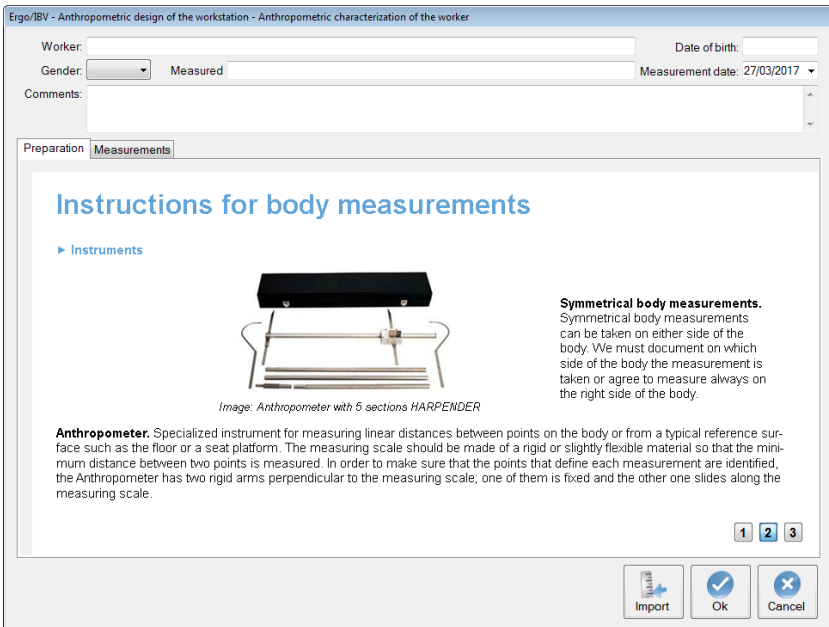 Ergo/IBV - Anthropometric design of the workstation - Anthropometric characterization of the worker
Worker: Date of birth:
Gender: Measured Measurement date: 27/03/2017
Comments:
Preparation Measurements
Instructions for body measurements
► Instruments
Symmetrical body measurements.
Symmetrical body measurements
can be taken on either side of the
body. We must document on which
side of the body the measurement is
taken or agree to measure always on
the right side of the body.
Image: Anthropometer with 5 sections HARPENDER
Anthropometer. Specialized instrument for measuring linear distances between points on the body or from a typical reference sur-
face such as the floor or a seat platform. The measuring scale should be made of a rigid or slightly flexible material so that the mini-
mum distance between two points is measured. In order to make sure that the points that define each measurement are identified,
the Anthropometer has two rigid arms perpendicular to the measuring scale; one of them is fixed and the other one slides along the
measuring scale.
1 2 3
Import Ok Cancel